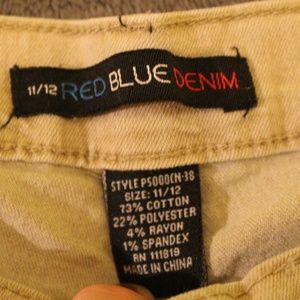 11/12 RED BLUE DENIM
STYLE PS000CN-38
SIZE: 11/12
73% COTTON
22% POLYESTER
4% RAYON
1% SPANDEX
RN 111819
MADE IN CHINA